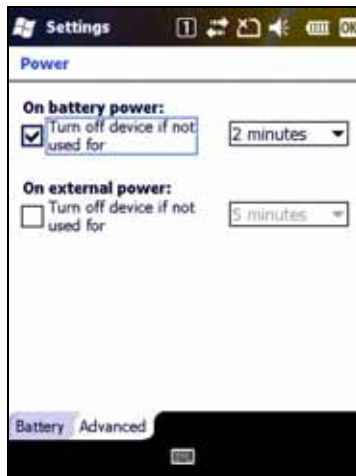 Settings 1 OK
Power
On battery power:
Turn off device if not
used for
2 minutes
On external power:
Turn off device if not
used for
5 minutes
Battery Advanced